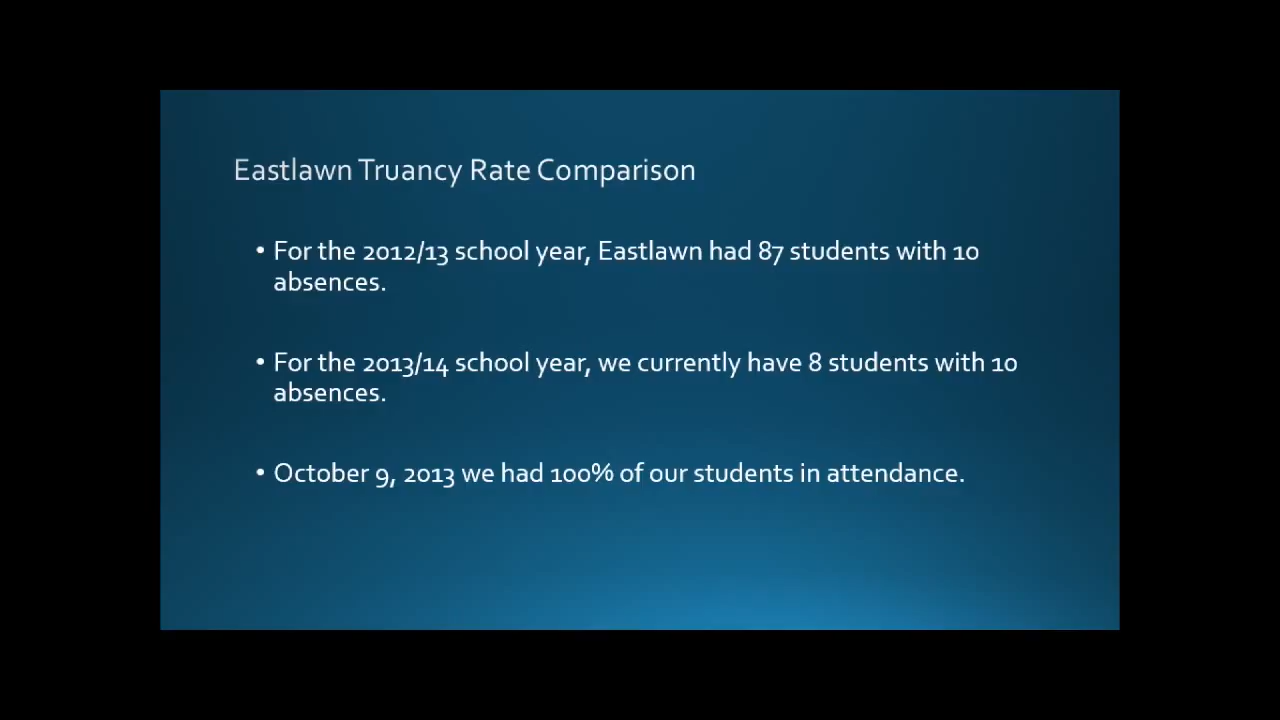 Eastlawn Truancy Rate Comparison
• For the 2012/13 school year, Eastlawn had 87 students with 10
absences.
• For the 2013/14 school year, we currently have 8 students with 10
absences.
• October 9, 2013 we had 100% of our students in attendance.